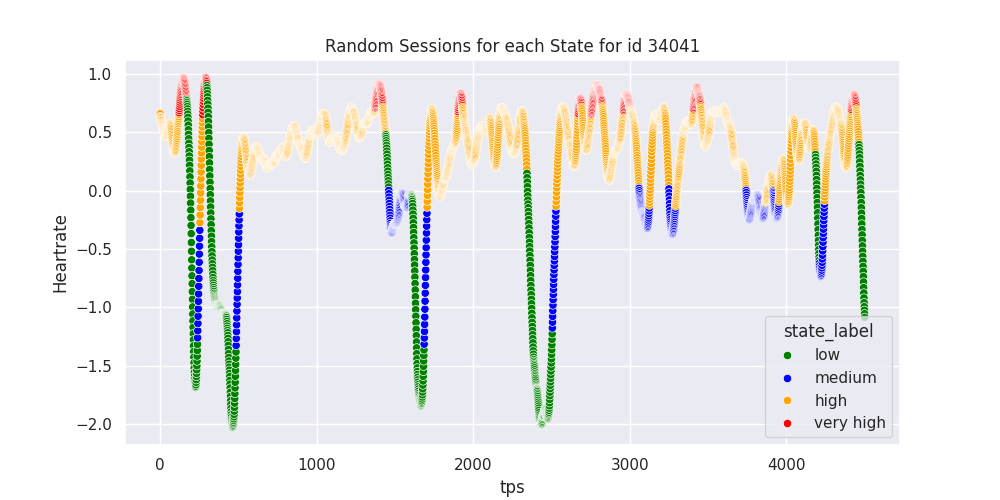 Random Sessions for each State for id 34041
1.0
0.5
0.0
−0.5
−1.0
−1.5
−2.0
Heartrate
0 1000 2000 3000 4000
tps
state_label
low
medium
high
very high